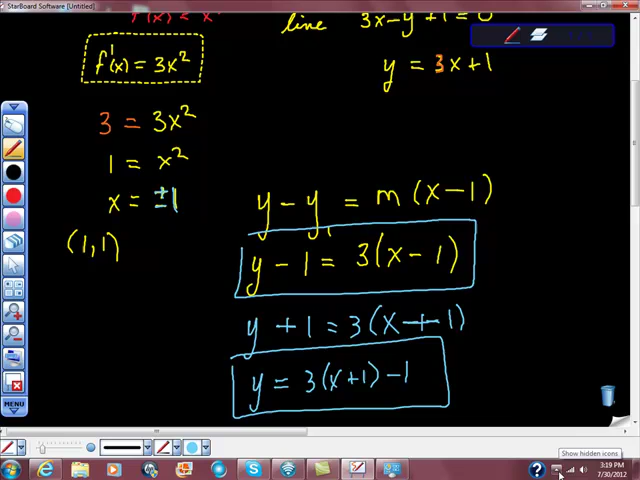 StarBoard Software [Untitled]
f'(x) = 3x²
line 3x-y+1=0
y = 3x+1
3 = 3x²
1 = x²
x = ±1
(1,1)
y - y₁ = m(x-1)
y - 1 = 3(x - 1)
y + 1 = 3(x + 1)
y = 3(x+1) - 1
MENU
Show hidden icons
3:19 PM
7/30/2012